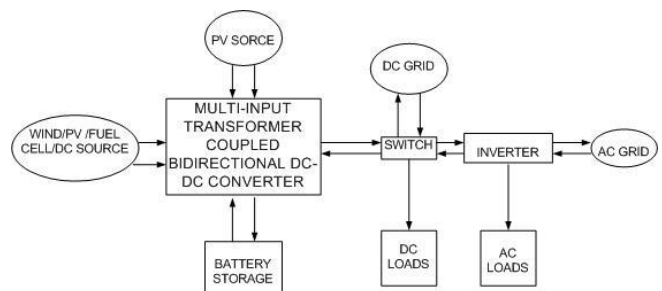 PV SORCE
DC GRID
MULTI-INPUT
TRANSFORMER
COUPLED
BIDIRECTIONAL DC-
DC CONVERTER
WIND/PV /FUEL
CELL/DC SOURCE
SWITCH
INVERTER
AC GRID
BATTERY
STORAGE
DC
LOADS
AC
LOADS